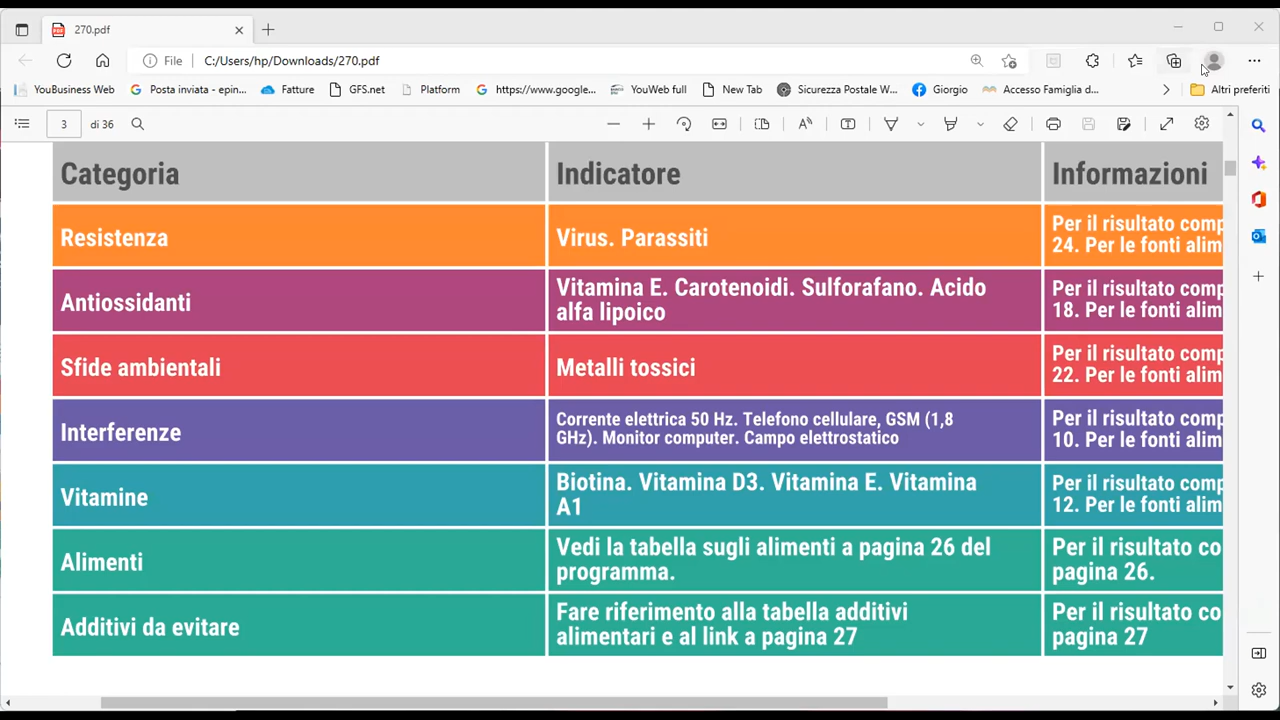 270.pdf
File C:/Users/hp/Downloads/270.pdf
YouBusiness Web Posta inviata - epin... Fatture GFS.net Platform https://www.google... YouWeb full New Tab Sicurezza Postale W... Giorgio Accesso Famiglia d... Altri preferiti
3 di 36
Categoria Indicatore Informazioni
Resistenza
Virus. Parassiti
Per il risultato comp
24. Per le fonti alim
Antiossidanti
Vitamina E. Carotenoidi. Sulforafano. Acido
alfa lipoico
Per il risultato comp
18. Per le fonti alim
Sfide ambientali
Metalli tossici
Per il risultato comp
22. Per le fonti alim
Interferenze
Corrente elettrica 50 Hz. Telefono cellulare, GSM (1,8
GHz). Monitor computer. Campo elettrostatico
Per il risultato comp
10. Per le fonti alim
Vitamine
Biotina. Vitamina D3. Vitamina E. Vitamina
A1
Per il risultato comp
12. Per le fonti alim
Alimenti
Vedi la tabella sugli alimenti a pagina 26 del
programma.
Per il risultato co
pagina 26.
Additivi da evitare
Fare riferimento alla tabella additivi
alimentari e al link a pagina 27
Per il risultato co
pagina 27